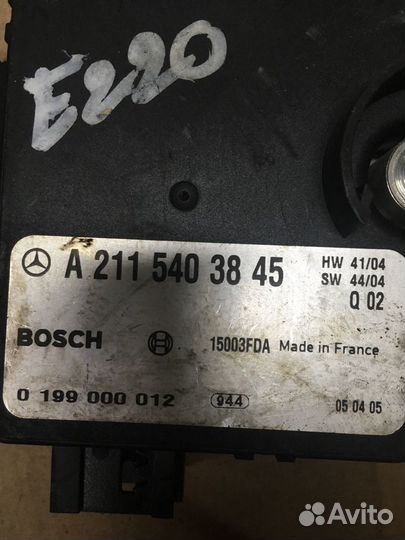 E220
A 211 540 38 45
HW 41/04
SW 44/04
Q 02
BOSCH
15003FDA Made in France
0 199 000 012
944
05 04 05
Avito